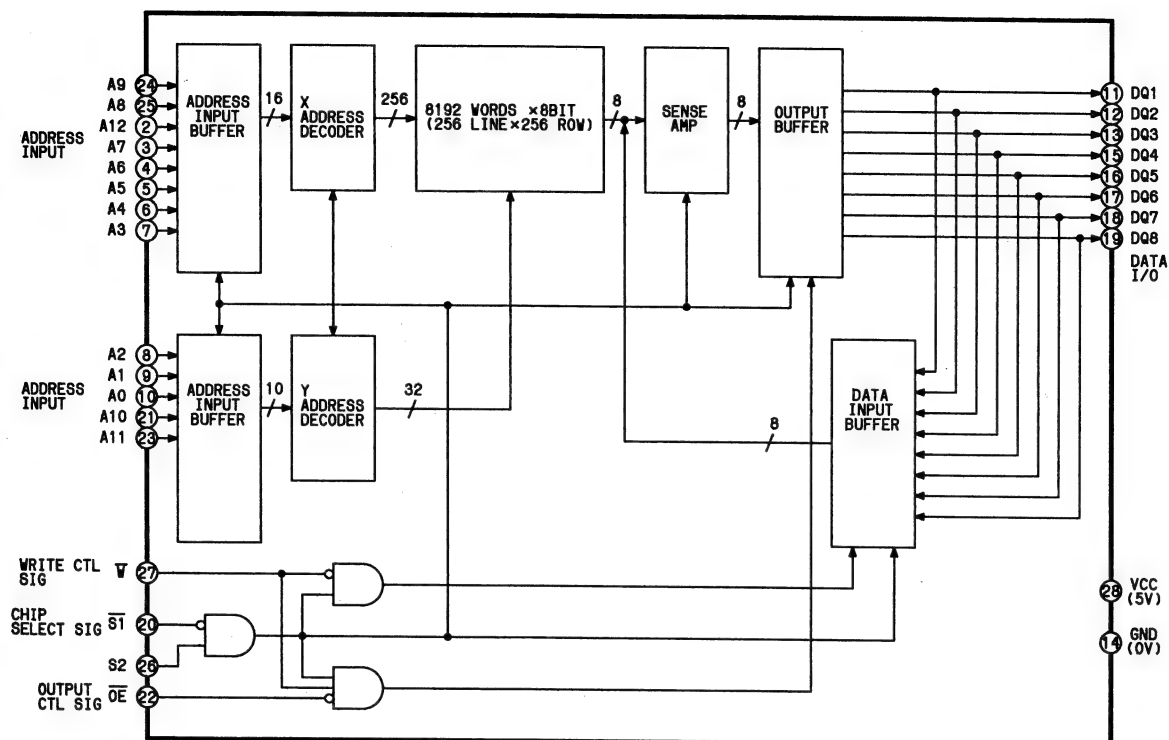 A9 24
A8 25
A12 2
A7 3
A6 4
A5 5
A4 6
A3 7
ADDRESS
INPUT
ADDRESS
INPUT
BUFFER
16
X
ADDRESS
DECODER
256
8192 WORDS ×8BIT
(256 LINE×256 ROW)
8
SENSE
AMP
8
OUTPUT
BUFFER
11 DQ1
12 DQ2
13 DQ3
15 DQ4
16 DQ5
17 DQ6
18 DQ7
19 DQ8
DATA
I/O
A2 8
A1 9
A0 10
A10 21
A11 23
ADDRESS
INPUT
ADDRESS
INPUT
BUFFER
10
Y
ADDRESS
DECODER
32
8
DATA
INPUT
BUFFER
WRITE CTL
SIG
W̅ 27
CHIP
SELECT SIG
S̅1̅ 20
S2 26
OUTPUT
CTL SIG
O̅E̅ 22
28 VCC
(5V)
14 GND
(0V)